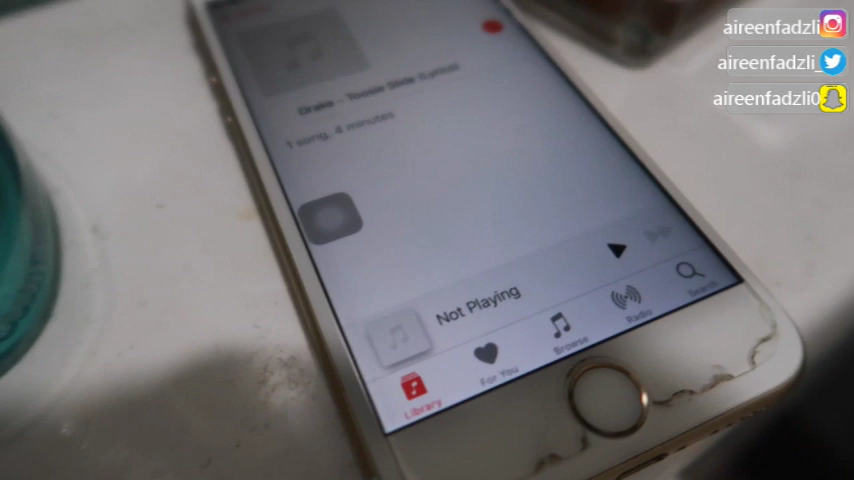 aireenfadzli
aireenfadzli_
aireenfadzli0
Drake - Toosie Slide (Lyrics)
1 song, 4 minutes
Not Playing
Library
For You
Browse
Radio
Search